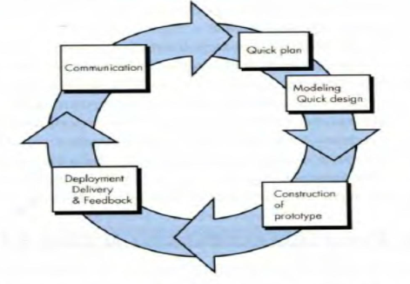 Communication
Quick plan
Modeling
Quick design
Construction
of
prototype
Deployment
Delivery
& Feedback